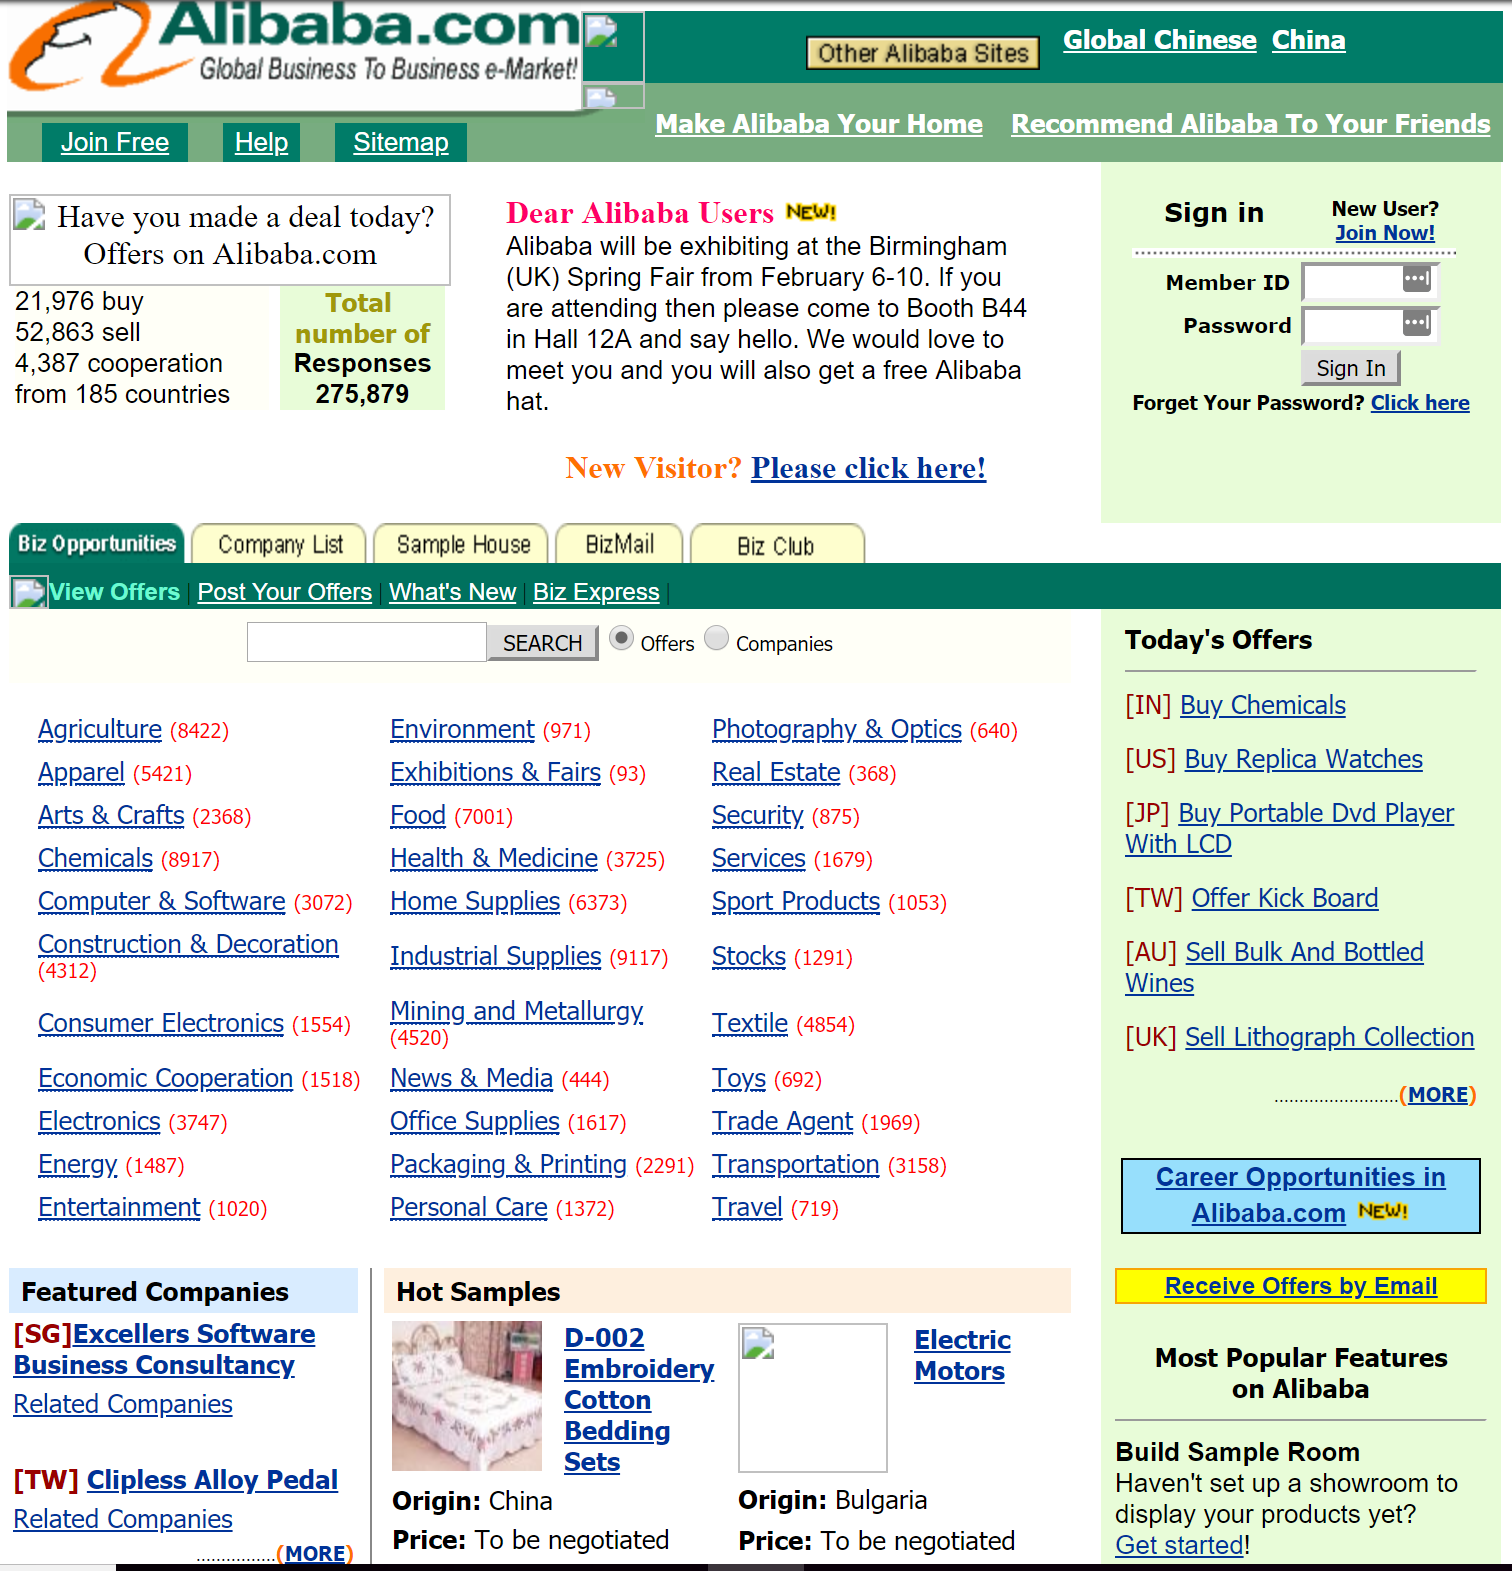 Alibaba.com
Global Business To Business e-Market!
Other Alibaba Sites
Global Chinese China
Make Alibaba Your Home Recommend Alibaba To Your Friends
Join Free Help Sitemap
Have you made a deal today?
Offers on Alibaba.com
21,976 buy
52,863 sell
4,387 cooperation
from 185 countries
Total
number of
Responses
275,879
Dear Alibaba Users NEW!
Alibaba will be exhibiting at the Birmingham
(UK) Spring Fair from February 6-10. If you
are attending then please come to Booth B44
in Hall 12A and say hello. We would love to
meet you and you will also get a free Alibaba
hat.
New Visitor? Please click here!
Sign in
New User?
Join Now!
Member ID
Password
Sign In
Forget Your Password? Click here
Biz Opportunities Company List Sample House BizMail Biz Club
View Offers | Post Your Offers | What's New | Biz Express |
SEARCH Offers Companies
Agriculture (8422)
Apparel (5421)
Arts & Crafts (2368)
Chemicals (8917)
Computer & Software (3072)
Construction & Decoration
(4312)
Consumer Electronics (1554)
Economic Cooperation (1518)
Electronics (3747)
Energy (1487)
Entertainment (1020)
Environment (971)
Exhibitions & Fairs (93)
Food (7001)
Health & Medicine (3725)
Home Supplies (6373)
Industrial Supplies (9117)
Mining and Metallurgy
(4520)
News & Media (444)
Office Supplies (1617)
Packaging & Printing (2291)
Personal Care (1372)
Photography & Optics (640)
Real Estate (368)
Security (875)
Services (1679)
Sport Products (1053)
Stocks (1291)
Textile (4854)
Toys (692)
Trade Agent (1969)
Transportation (3158)
Travel (719)
Featured Companies
[SG]Excellers Software
Business Consultancy
Related Companies
[TW] Clipless Alloy Pedal
Related Companies
................(MORE)
Hot Samples
D-002
Embroidery
Cotton
Bedding
Sets
Origin: China
Price: To be negotiated
Electric
Motors
Origin: Bulgaria
Price: To be negotiated
Today's Offers
[IN] Buy Chemicals
[US] Buy Replica Watches
[JP] Buy Portable Dvd Player
With LCD
[TW] Offer Kick Board
[AU] Sell Bulk And Bottled
Wines
[UK] Sell Lithograph Collection
.........................(MORE)
Career Opportunities in
Alibaba.com NEW!
Receive Offers by Email
Most Popular Features
on Alibaba
Build Sample Room
Haven't set up a showroom to
display your products yet?
Get started!